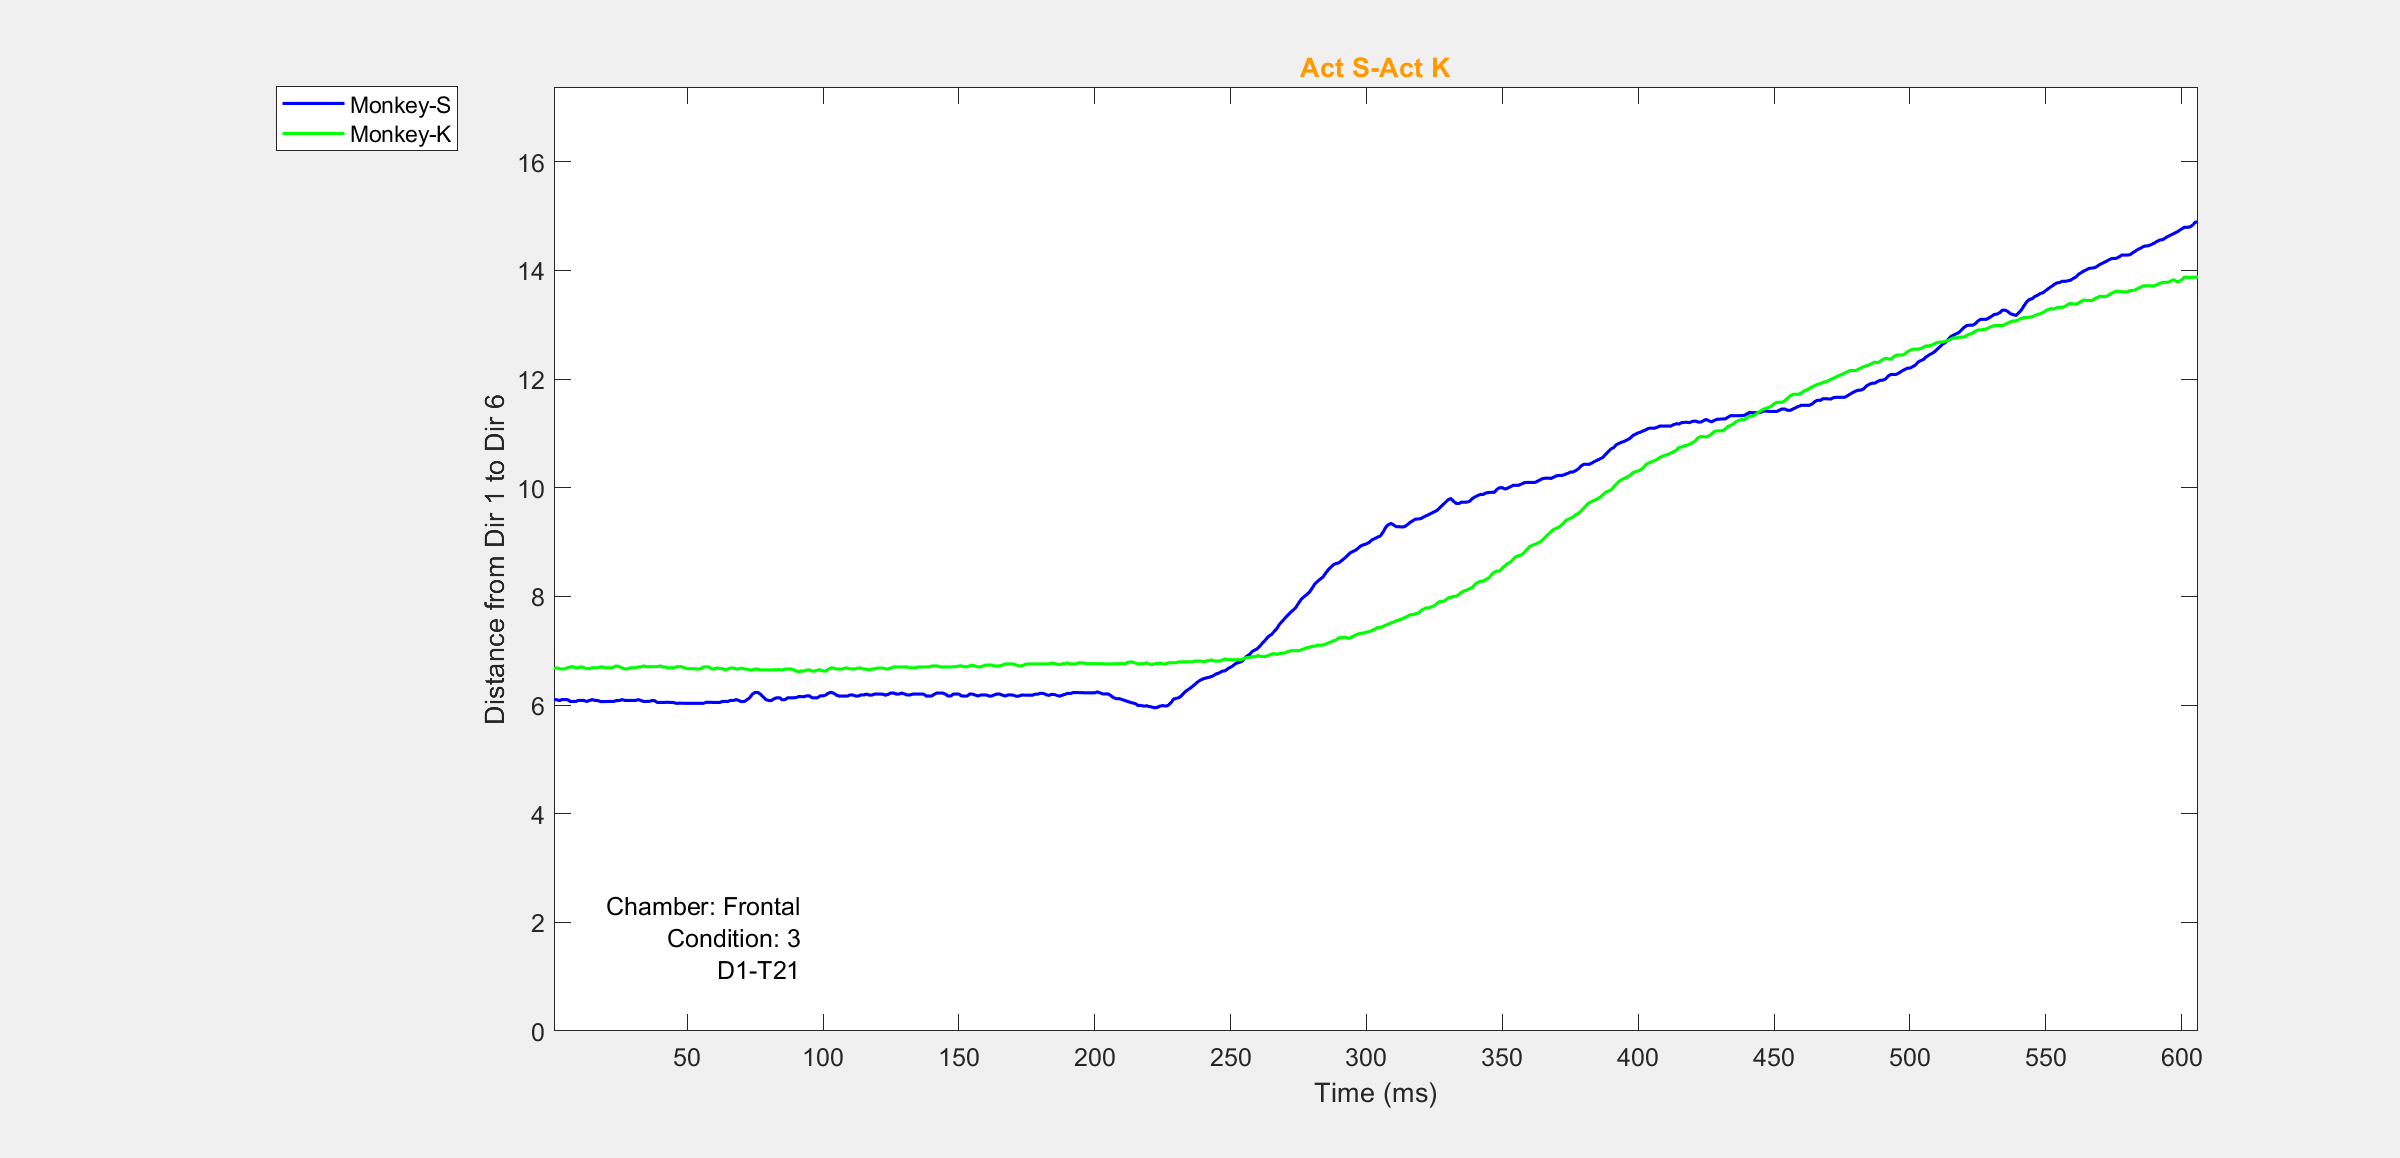 Act S-Act K
Monkey-S
Monkey-K
Distance from Dir 1 to Dir 6
16
14
12
10
8
6
4
2
0
Chamber: Frontal
Condition: 3
D1-T21
50 100 150 200 250 300 350 400 450 500 550 600
Time (ms)